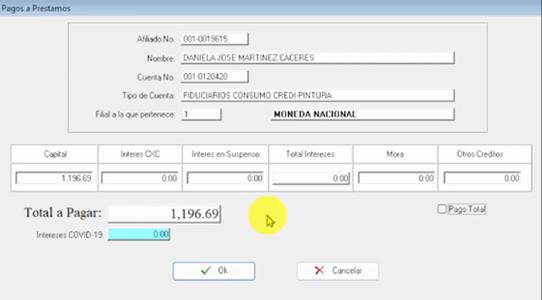 Pagos a Prestamos
Afiliado No. 001-0019615
Nombre: DANIELA JOSE MARTINEZ CACERES
Cuenta No. 001-0120420
Tipo de Cuenta: FIDUCIARIOS CONSUMO CREDI-PINTURA
Filial a la que pertenece: 1 MONEDA NACIONAL
Capital Interes CXC Interes en Suspenso Total Intereses Mora Otros Creditos
1,196.69 0.00 0.00 0.00 0.00 0.00
Total a Pagar: 1,196.69 Pago Total
Intereses COVID-19: 0.00
Ok Cancelar